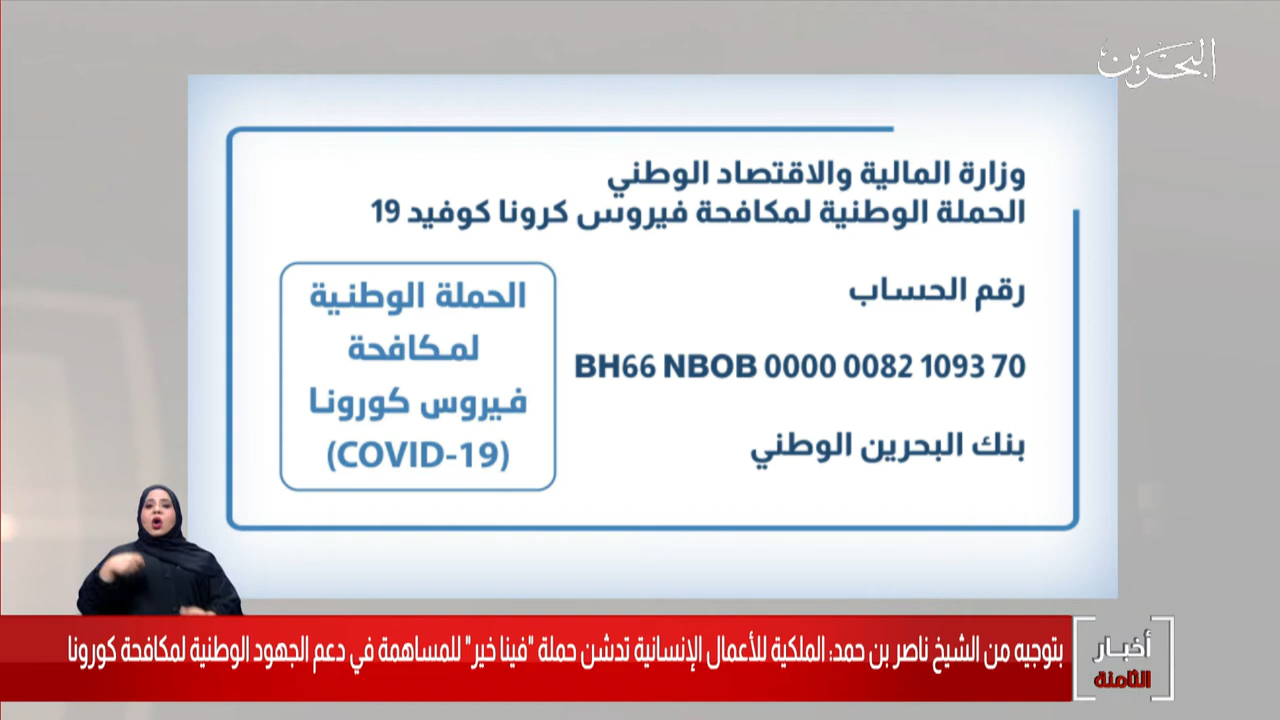 البحرين
وزارة المالية والاقتصاد الوطني
الحملة الوطنية لمكافحة فيروس كرونا كوفيد 19
رقم الحساب
BH66 NBOB 0000 0082 1093 70
بنك البحرين الوطني
الحملة الوطنية
لمكافحة
فيروس كورونا
(COVID-19)
أخبار
الثامنة
بتوجيه من الشيخ ناصر بن حمد: الملكية للأعمال الإنسانية تدشن حملة "فينا خير" للمساهمة في دعم الجهود الوطنية لمكافحة كورونا